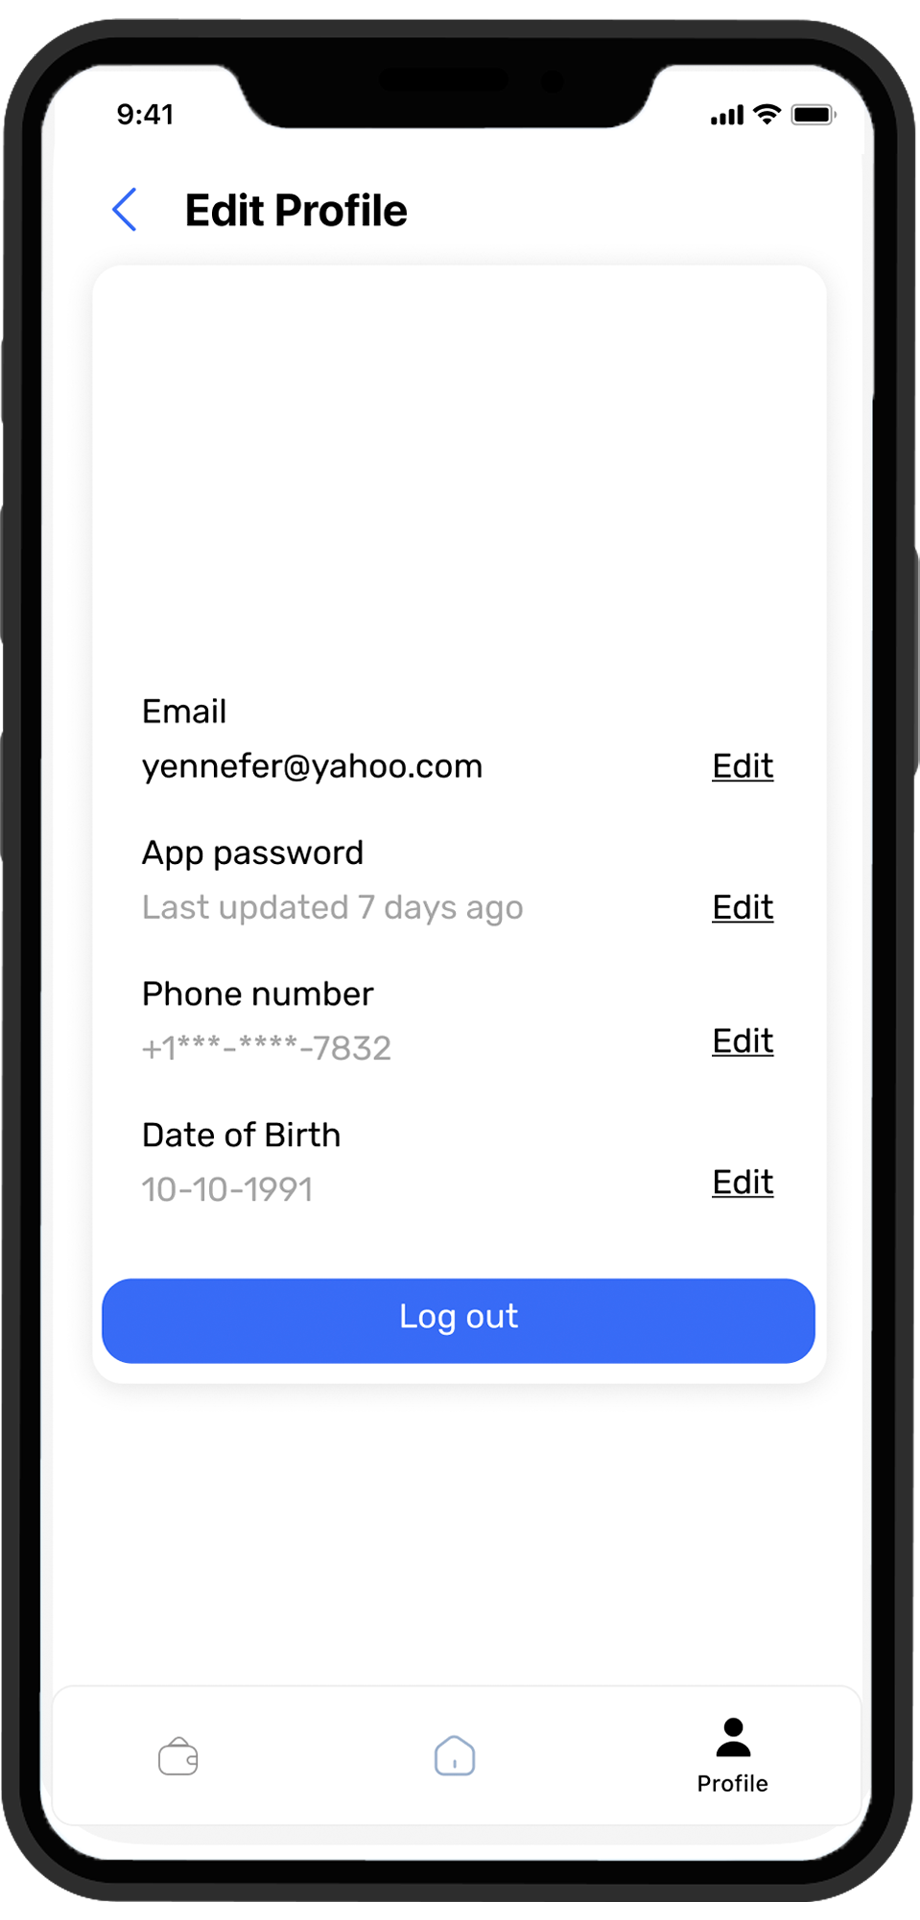 9:41
Edit Profile
Email
yennefer@yahoo.com Edit
App password
Last updated 7 days ago Edit
Phone number
+1***-****-7832 Edit
Date of Birth
10-10-1991 Edit
Log out
Profile